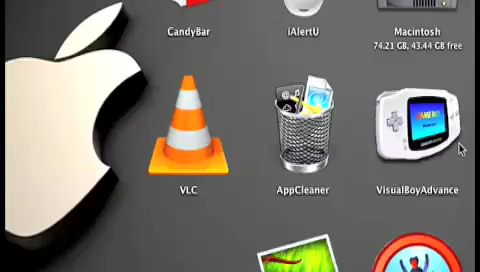 CandyBar
iAlertU
Macintosh
74.21 GB, 43.44 GB free
VLC
AppCleaner
VisualBoyAdvance